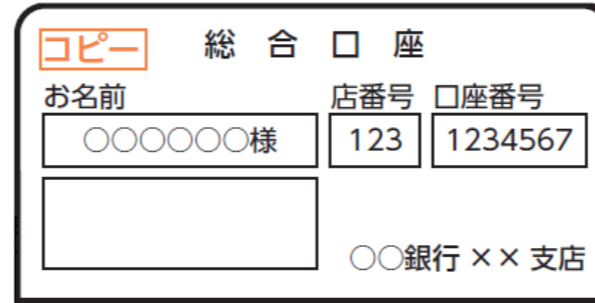 コピー 総合口座
お名前 店番号 口座番号
○○○○○○様 123 1234567
○○銀行 ×× 支店